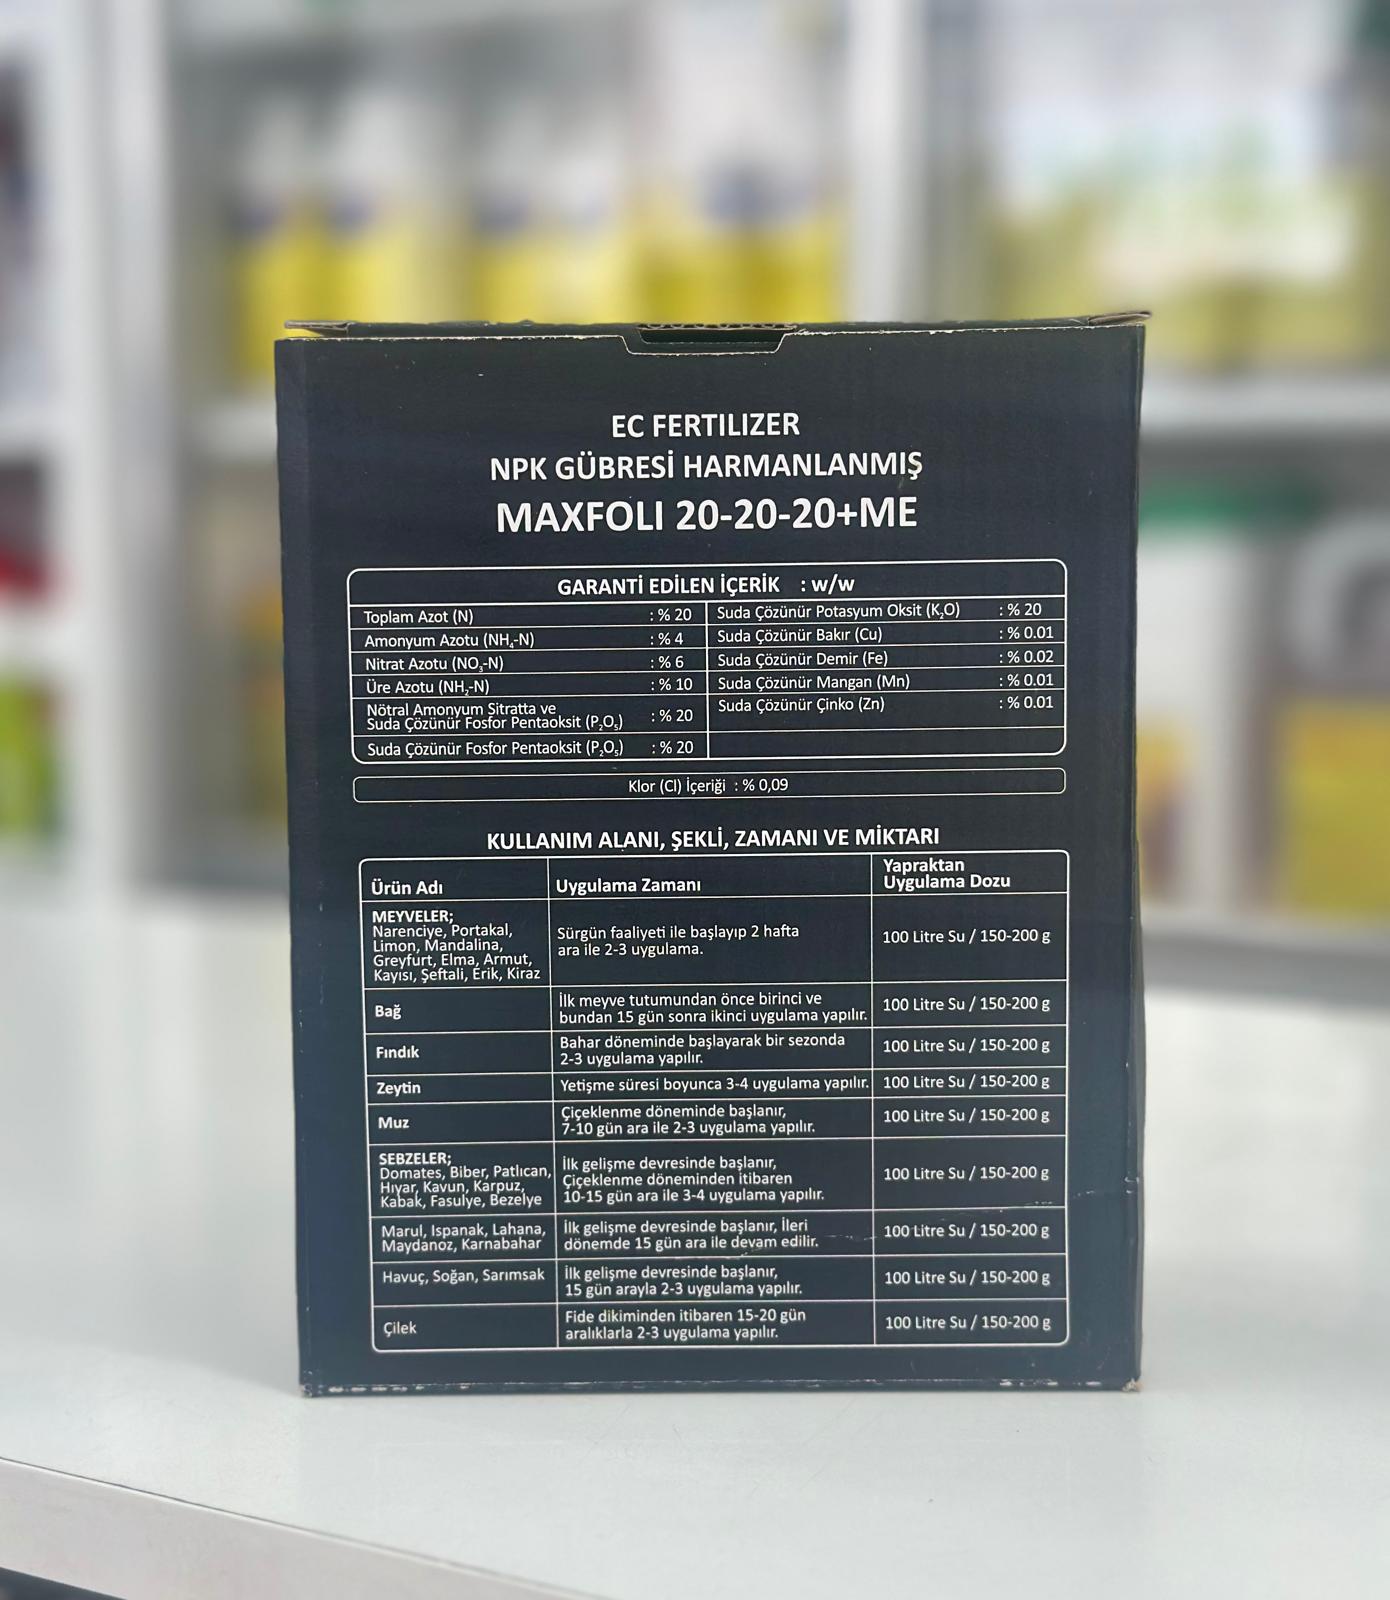 EC FERTILIZER
NPK GÜBRESİ HARMANLANMIŞ
MAXFOLI 20-20-20+ME
GARANTİ EDİLEN İÇERİK : w/w
Toplam Azot (N) : % 20
Amonyum Azotu (NH₄-N) : % 4
Nitrat Azotu (NO₃-N) : % 6
Üre Azotu (NH₂-N) : % 10
Nötral Amonyum Sitratta ve
Suda Çözünür Fosfor Pentaoksit (P₂O₅) : % 20
Suda Çözünür Fosfor Pentaoksit (P₂O₅) : % 20
Suda Çözünür Potasyum Oksit (K₂O) : % 20
Suda Çözünür Bakır (Cu) : % 0.01
Suda Çözünür Demir (Fe) : % 0.02
Suda Çözünür Mangan (Mn) : % 0.01
Suda Çözünür Çinko (Zn) : % 0.01
Klor (Cl) İçeriği : % 0,09
KULLANIM ALANI, ŞEKLİ, ZAMANI VE MİKTARI
Ürün Adı
Uygulama Zamanı
Yapraktan
Uygulama Dozu
MEYVELER;
Narenciye, Portakal,
Limon, Mandalina,
Greyfurt, Elma, Armut,
Kayısı, Şeftali, Erik, Kiraz
Sürgün faaliyeti ile başlayıp 2 hafta
ara ile 2-3 uygulama.
100 Litre Su / 150-200 g
Bağ
İlk meyve tutumundan önce birinci ve
bundan 15 gün sonra ikinci uygulama yapılır.
100 Litre Su / 150-200 g
Fındık
Bahar döneminde başlayarak bir sezonda
2-3 uygulama yapılır.
100 Litre Su / 150-200 g
Zeytin
Yetişme süresi boyunca 3-4 uygulama yapılır.
100 Litre Su / 150-200 g
Muz
Çiçeklenme döneminde başlanır,
7-10 gün ara ile 2-3 uygulama yapılır.
100 Litre Su / 150-200 g
SEBZELER;
Domates, Biber, Patlıcan,
Hıyar, Kavun, Karpuz,
Kabak, Fasulye, Bezelye
İlk gelişme devresinde başlanır,
Çiçeklenme döneminden itibaren
10-15 gün ara ile 3-4 uygulama yapılır.
100 Litre Su / 150-200 g
Marul, Ispanak, Lahana,
Maydanoz, Karnabahar
İlk gelişme devresinde başlanır, İleri
dönemde 15 gün ara ile devam edilir.
100 Litre Su / 150-200 g
Havuç, Soğan, Sarımsak
İlk gelişme devresinde başlanır,
15 gün arayla 2-3 uygulama yapılır.
100 Litre Su / 150-200 g
Çilek
Fide dikiminden itibaren 15-20 gün
aralıklarla 2-3 uygulama yapılır.
100 Litre Su / 150-200 g